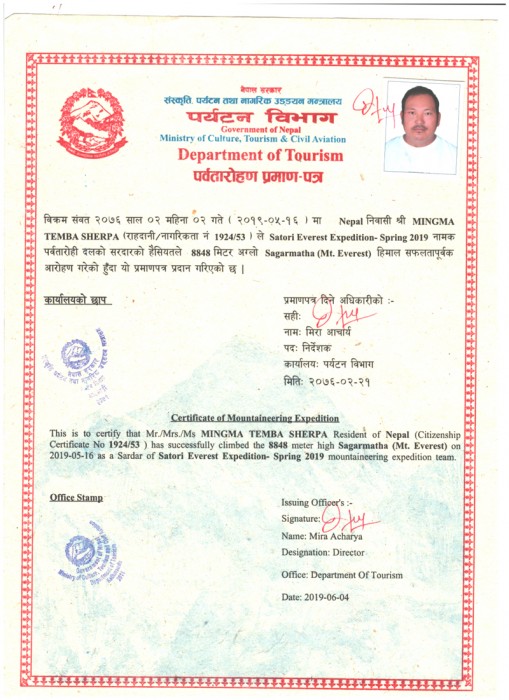 नेपाल सरकार
संस्कृति, पर्यटन तथा नागरिक उड्डयन मन्त्रालय
पर्यटन विभाग
Government of Nepal
Ministry of Culture, Tourism & Civil Aviation
Department of Tourism
पर्वतारोहण प्रमाण-पत्र
विक्रम संवत २०७६ साल ०२ महिना ०२ गते ( २०१९-०५-१६ ) मा Nepal निवासी श्री MINGMA
TEMBA SHERPA (राहदानी/नागरिकता नं 1924/53 ) ले Satori Everest Expedition- Spring 2019 नामक
पर्वतारोही दलको सरदारको हैसियतले 8848 मिटर अग्लो Sagarmatha (Mt. Everest) हिमाल सफलतापूर्वक
आरोहण गरेको हुँदा यो प्रमाणपत्र प्रदान गरिएको छ |
कार्यालयको छाप
प्रमाणपत्र दिने अधिकारीको :-
सही:
नाम: मिरा आचार्य
पद: निर्देशक
कार्यालय: पर्यटन विभाग
मिति: २०७६-०२-२१
Certificate of Mountaineering Expedition
This is to certify that Mr./Mrs./Ms MINGMA TEMBA SHERPA Resident of Nepal (Citizenship
Certificate No 1924/53 ) has successfully climbed the 8848 meter high Sagarmatha (Mt. Everest) on
2019-05-16 as a Sardar of Satori Everest Expedition- Spring 2019 mountaineering expedition team.
Office Stamp
Issuing Officer's :-
Signature:
Name: Mira Acharya
Designation: Director
Office: Department Of Tourism
Date: 2019-06-04